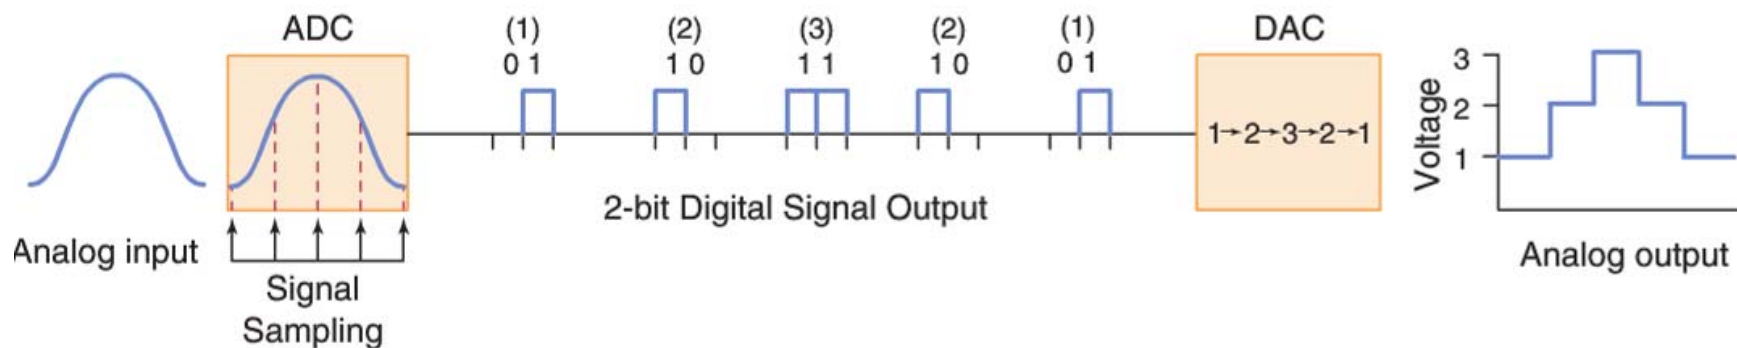 ADC
(1) (2) (3) (2) (1)
0 1 1 0 1 1 1 0 0 1
DAC
1→2→3→2→1
3
2
1
Voltage
2-bit Digital Signal Output
Analog input
Signal
Sampling
Analog output